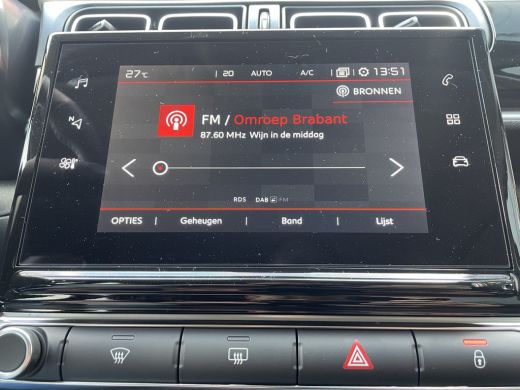 27°C 20 AUTO A/C 13:51
BRONNEN
FM / Omroep Brabant
87.60 MHz Wijn in de middag
RDS DAB FM
OPTIES Geheugen Band Lijst
N